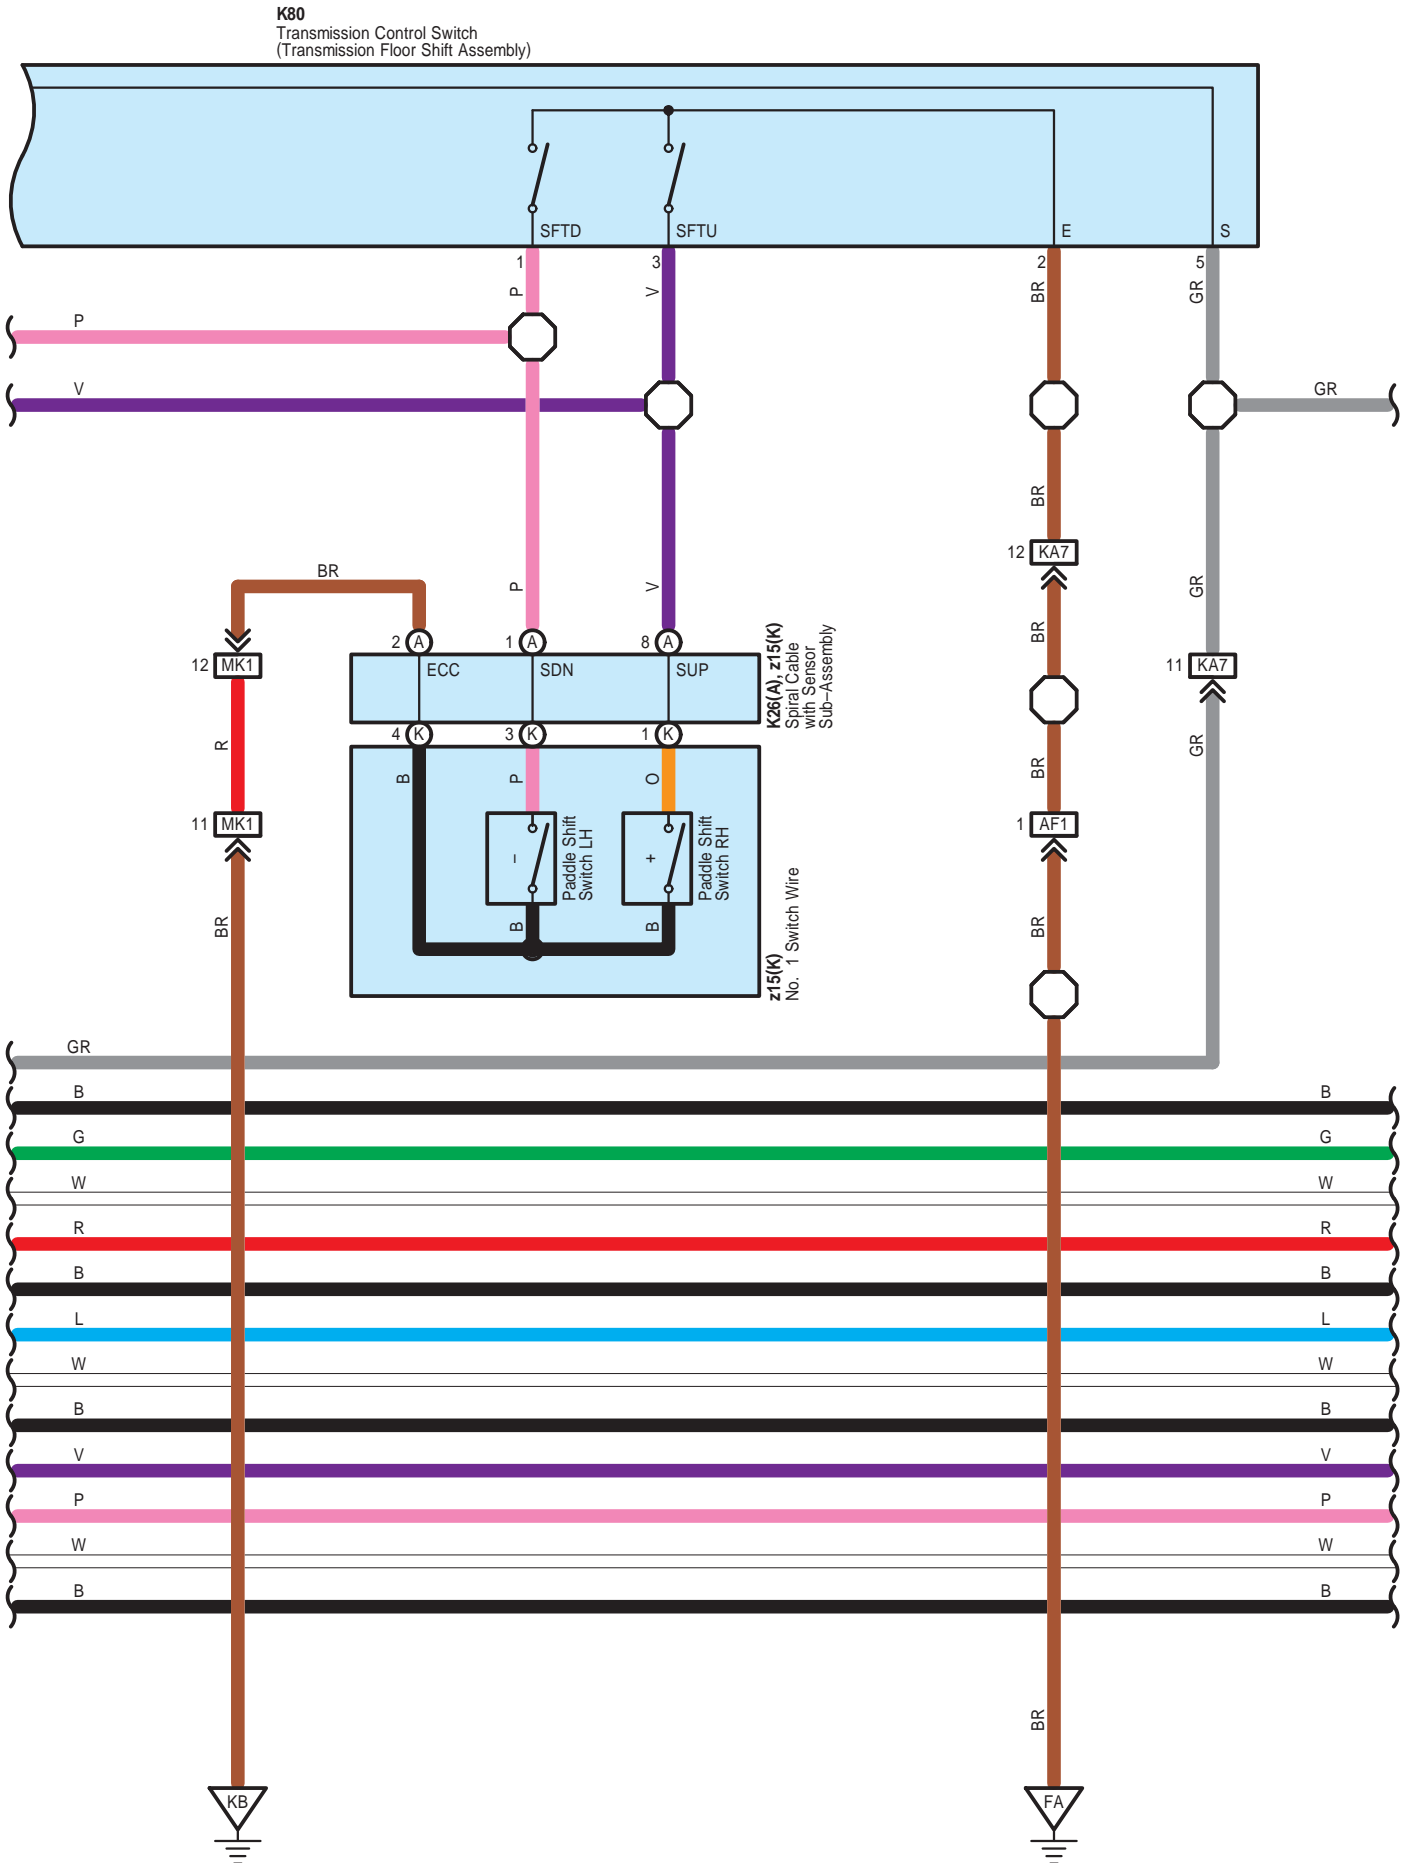 K80
Transmission Control Switch
(Transmission Floor Shift Assembly)
SFTD
SFTU
E
S
1
3
2
5
P
V
BR
GR
P
V
GR
BR
12 KA7
BR
P
V
GR
BR
2 A
1 A
8 A
12 MK1
11 KA7
ECC
SDN
SUP
K26(A), z15(K)
Spiral Cable
with Sensor
Sub–Assembly
4 K
3 K
1 K
R
B
P
O
BR
GR
11 MK1
1 AF1
–
Paddle Shift
Switch LH
+
Paddle Shift
Switch RH
BR
B
B
BR
z15(K)
No. 1 Switch Wire
GR
B B
G G
W W
R R
B B
L L
W W
B B
V V
P P
W W
B B
BR
KB
FA